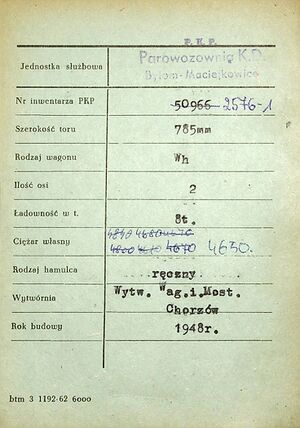 P.K.P.
Jednostka służbowa Parowozownia K.D.
Bytom-Maciejkowice
Nr inwentarza PKP 50966 2576-1
Szerokość toru 785mm
Rodzaj wagonu Wh
Ilość osi 2
Ładowność w t. 8t.
Ciężar własny 4670 4630.
Rodzaj hamulca ręczny
Wytwórnia Wytw. Wag.i.Most.
Chorzów
Rok budowy 1948r.
btm 3 1192-62 6000